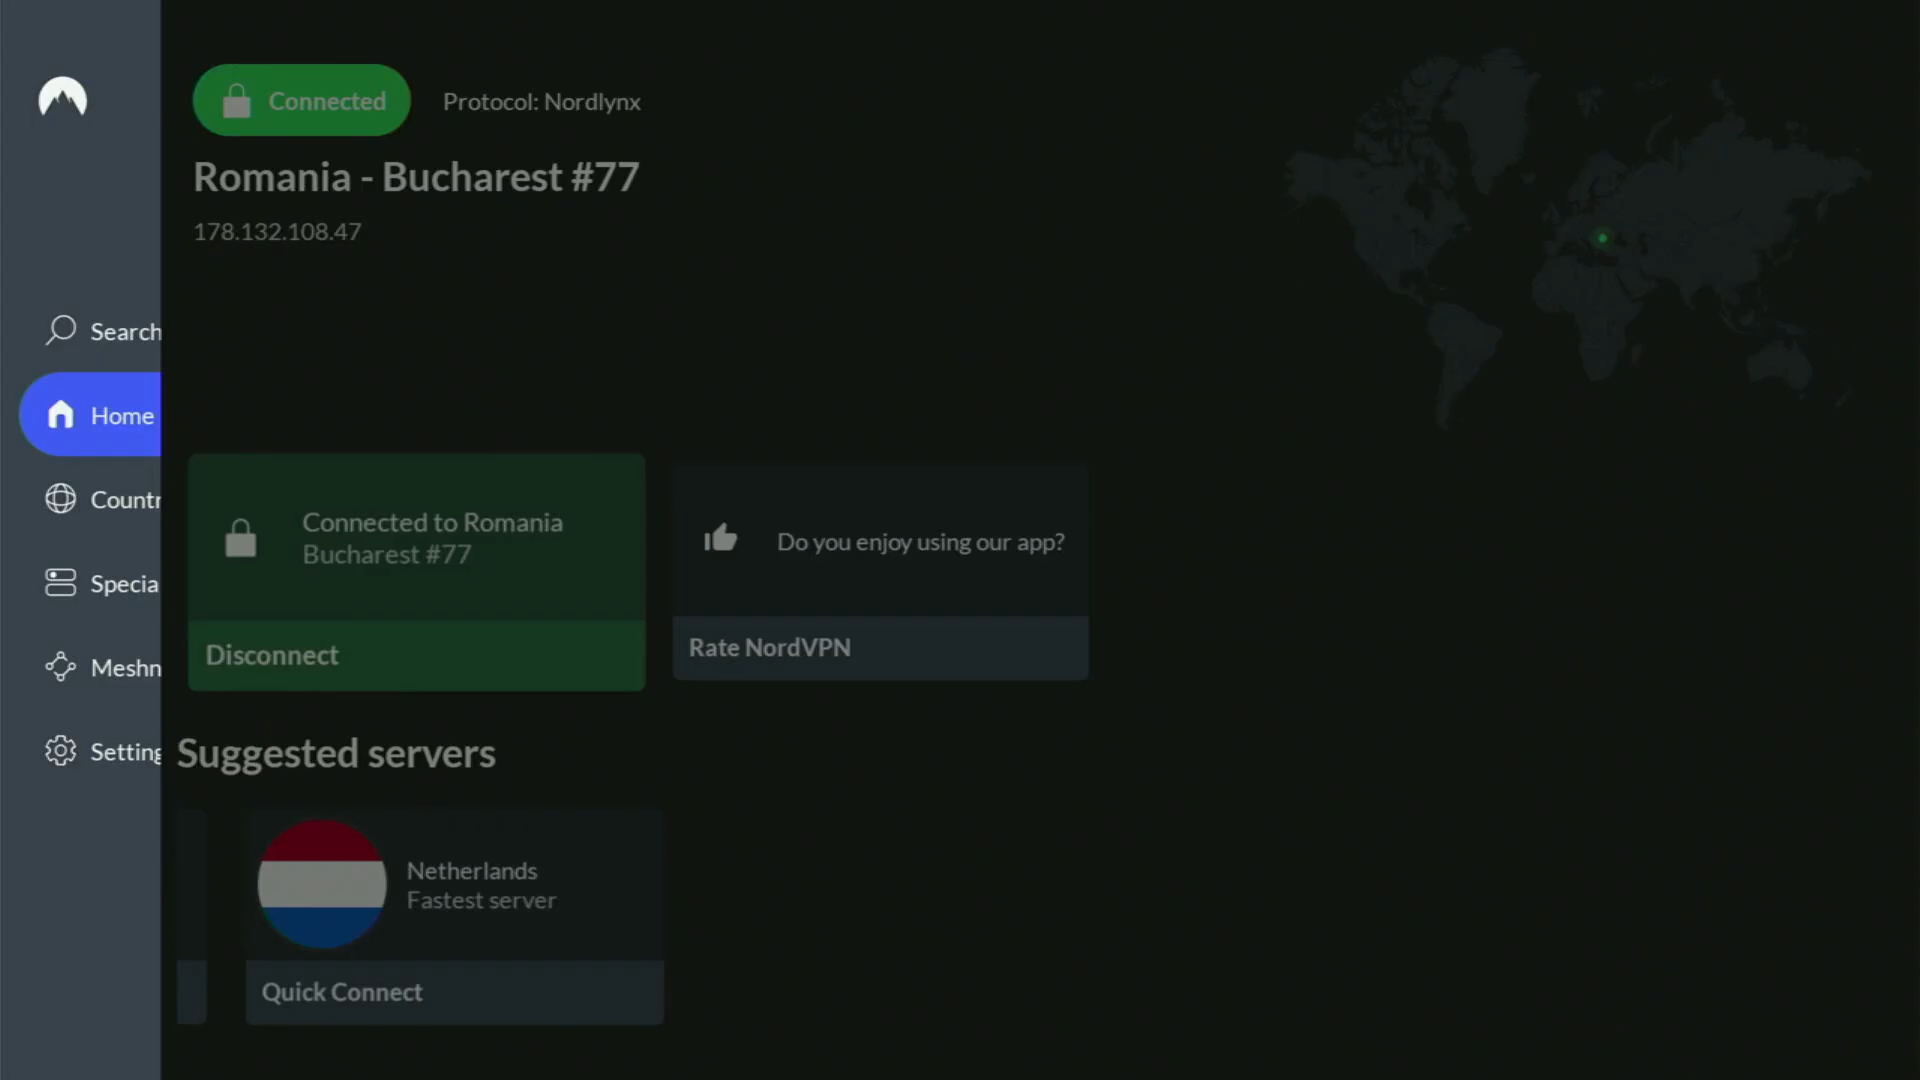 Connected
Protocol: Nordlynx
Romania - Bucharest #77
178.132.108.47
Search
Home
Countr
Specia
Meshn
Setting
Connected to Romania
Bucharest #77
Disconnect
Do you enjoy using our app?
Rate NordVPN
Suggested servers
Netherlands
Fastest server
Quick Connect